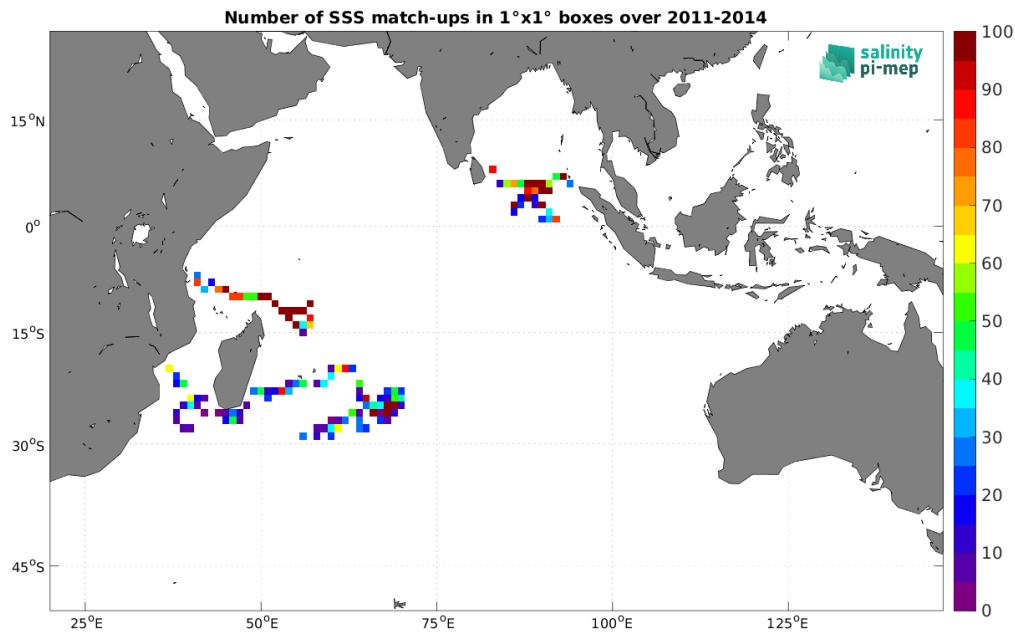 Number of SSS match-ups in 1°x1° boxes over 2011-2014
salinity
pi-mep
15°N
0°
15°S
30°S
45°S
25°E
50°E
75°E
100°E
125°E
100
90
80
70
60
50
40
30
20
10
0